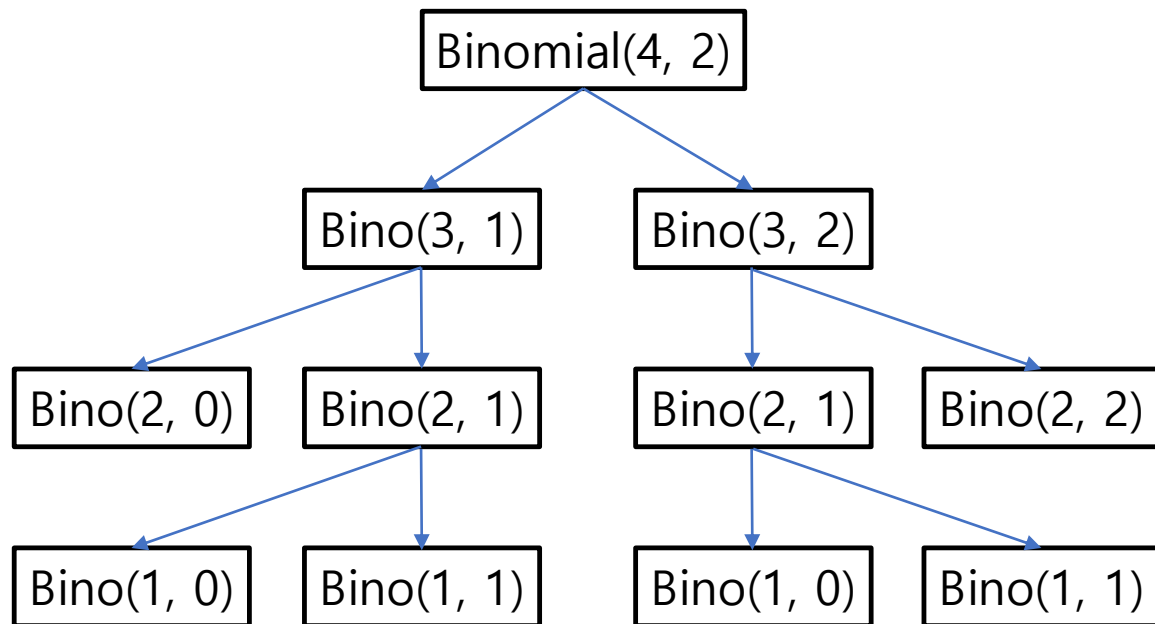 Binomial(4, 2)
Bino(3, 1)
Bino(3, 2)
Bino(2, 0)
Bino(2, 1)
Bino(2, 1)
Bino(2, 2)
Bino(1, 0)
Bino(1, 1)
Bino(1, 0)
Bino(1, 1)